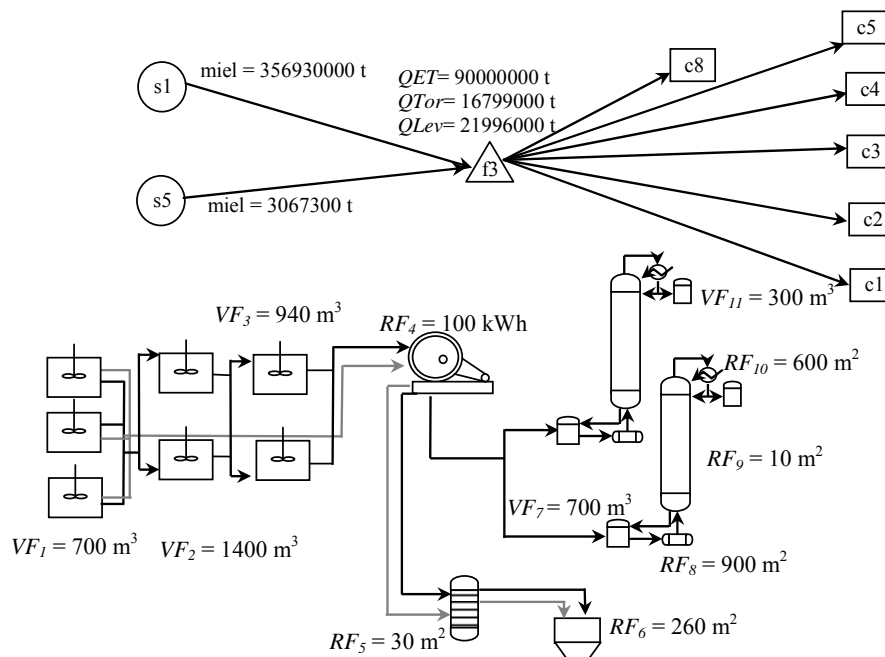 c5
miel = 356930000 t
c8
s1
QET= 90000000 t
c4
QTor= 16799000 t
QLev= 21996000 t
c3
f3
s5
miel = 3067300 t
c2
c1
VF11 = 300 m³
VF3 = 940 m³
RF4 = 100 kWh
RF10 = 600 m²
RF9 = 10 m²
VF7 = 700 m³
VF1 = 700 m³
VF2 = 1400 m³
RF8 = 900 m²
RF5 = 30 m²
RF6 = 260 m²